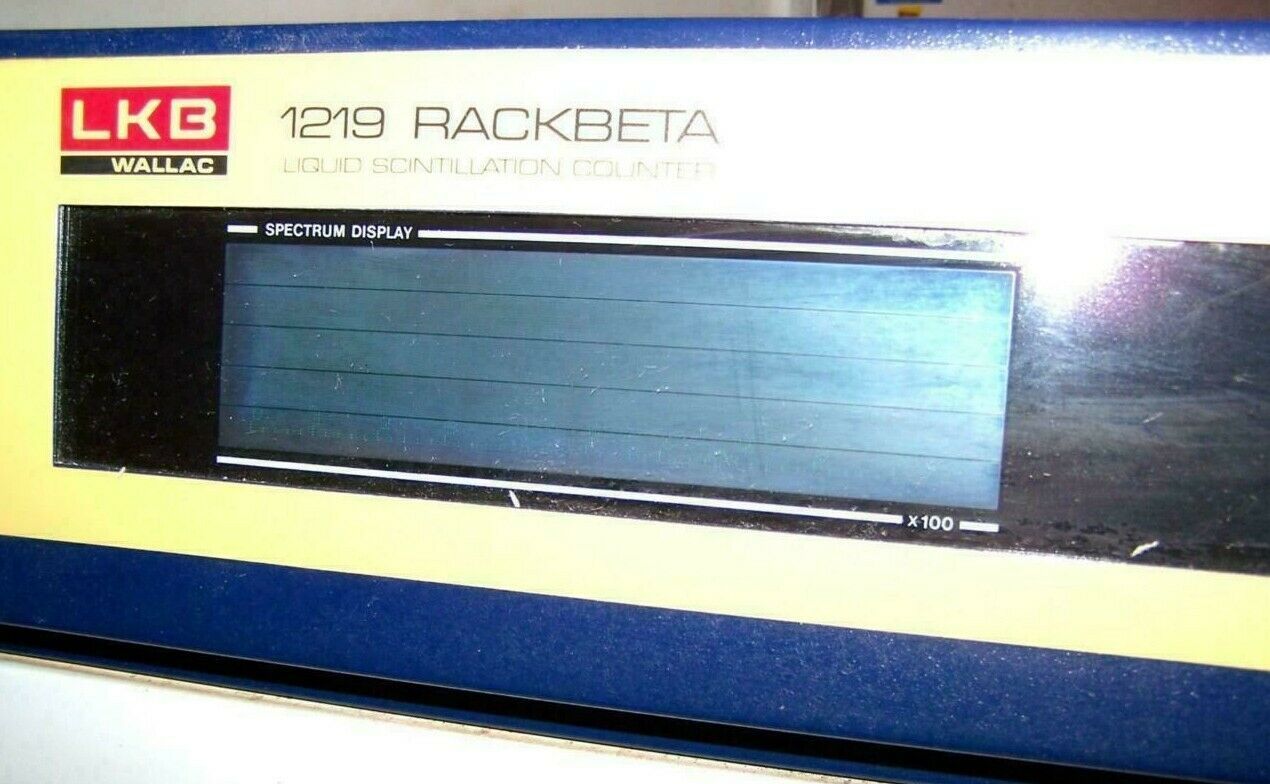 LKB
WALLAC
1219 RACKBETA
LIQUID SCINTILLATION COUNTER
SPECTRUM DISPLAY
x100